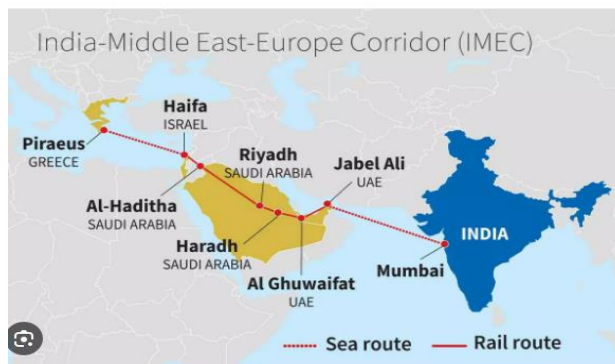 India-Middle East-Europe Corridor (IMEC)
Haifa
ISRAEL
Piraeus
GREECE
Riyadh
SAUDI ARABIA
Jabel Ali
UAE
Al-Haditha
SAUDI ARABIA
INDIA
Haradh
SAUDI ARABIA
Mumbai
Al Ghuwaifat
UAE
Sea route
Rail route